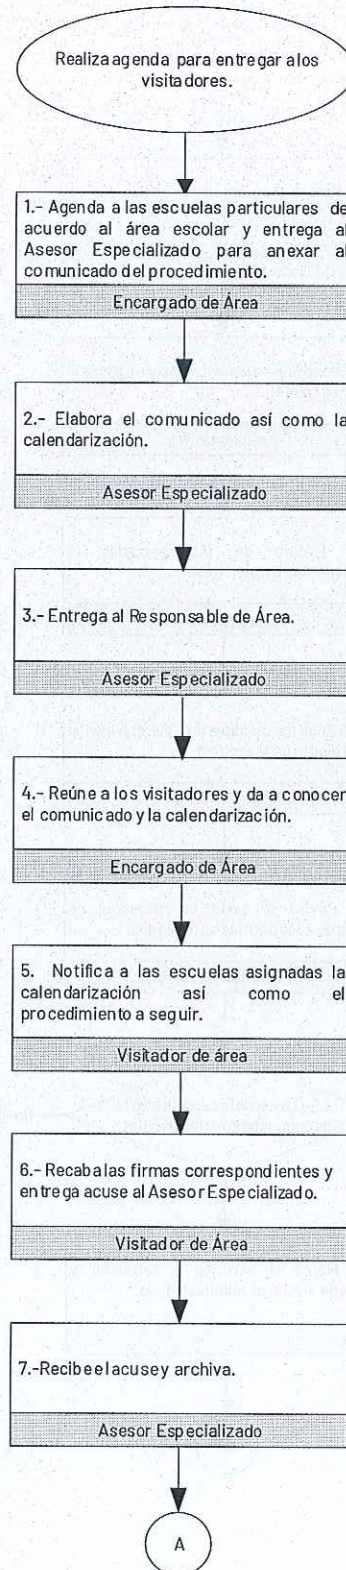 Realiza agenda para entregar a los
visitadores.
1.- Agenda a las escuelas particulares de
acuerdo al área escolar y entrega al
Asesor Especializado para anexar al
comunicado del procedimiento.
Encargado de Área
2.- Elabora el comunicado así como la
calendarización.
Asesor Especializado
3.- Entrega al Responsable de Área.
Asesor Especializado
4.- Reúne a los visitadores y da a conocer
el comunicado y la calendarización.
Encargado de Área
5. Notifica a las escuelas asignadas la
calendarización así como el
procedimiento a seguir.
Visitador de área
6.- Recaba las firmas correspondientes y
entrega acuse al Asesor Especializado.
Visitador de Área
7.-Recibe el acuse y archiva.
Asesor Especializado
A